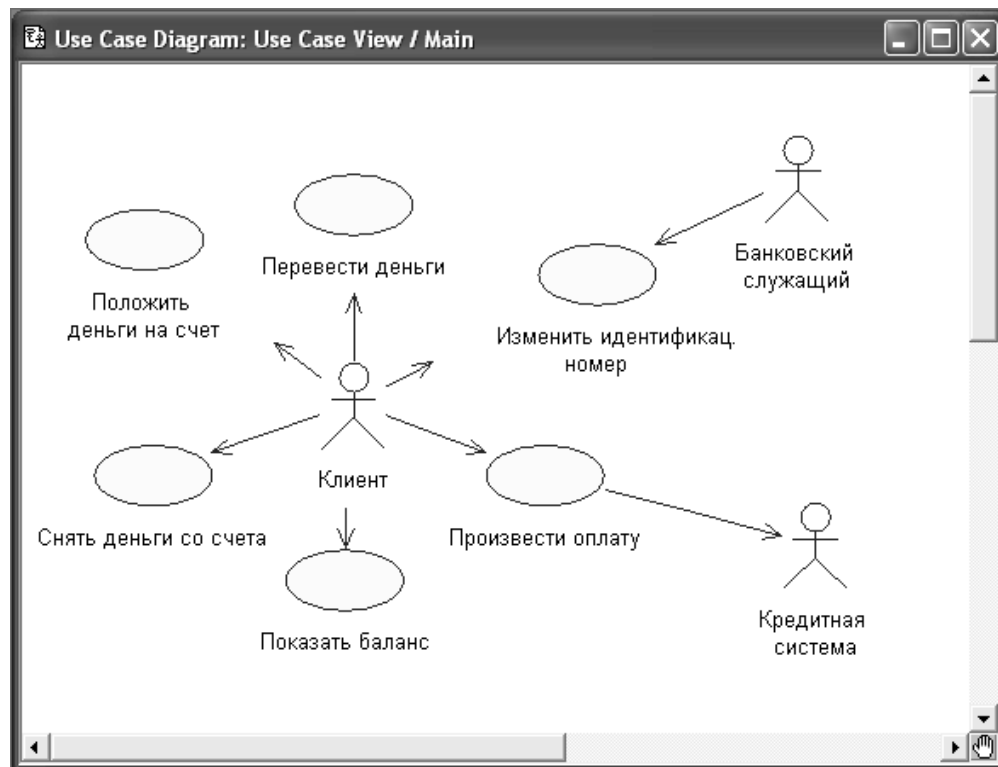 Use Case Diagram: Use Case View / Main
Банковский
служащий
Перевести деньги
Положить
деньги на счет
Изменить идентификац.
номер
Клиент
Снять деньги со счета
Произвести оплату
Показать баланс
Кредитная
система